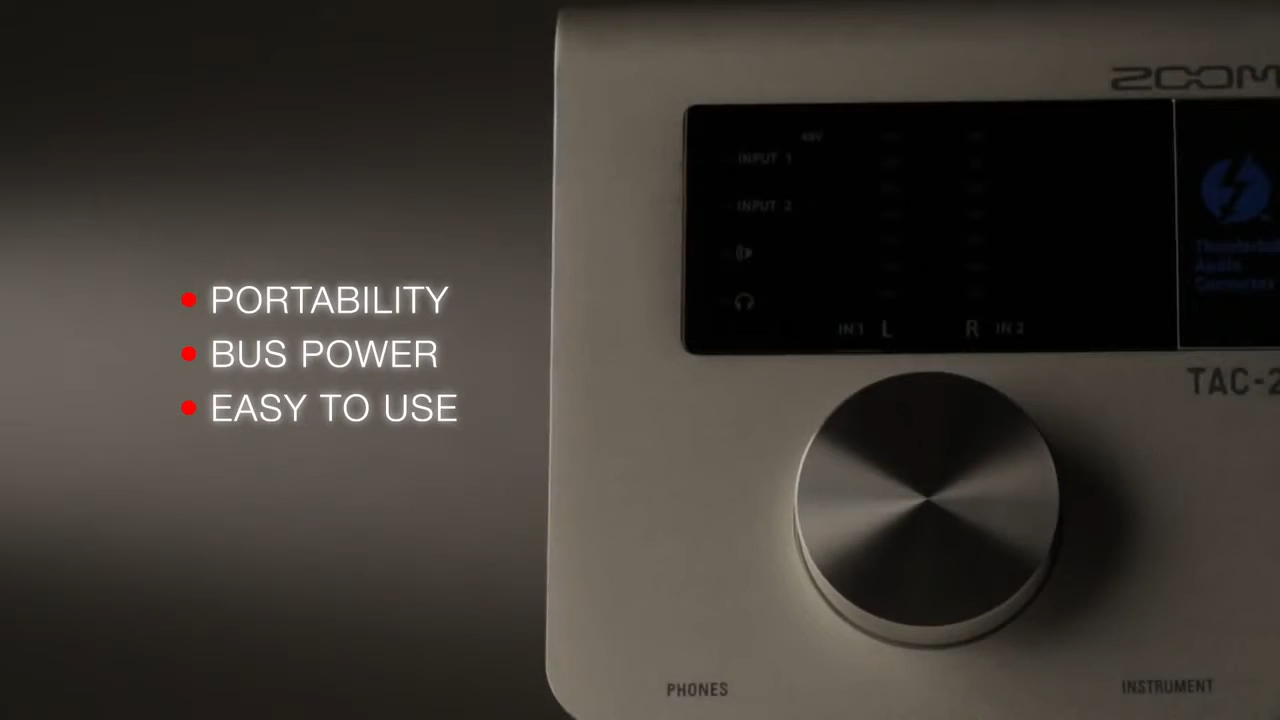 PORTABILITY
BUS POWER
EASY TO USE
ZOOM
48V
INPUT 1
INPUT 2
IN 1 L R IN 2
TAC-2
PHONES
INSTRUMENT